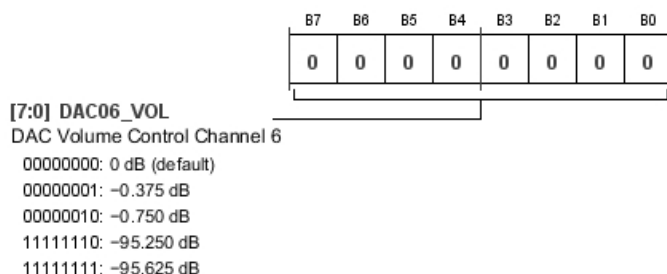 B7 B6 B5 B4 B3 B2 B1 B0
0 0 0 0 0 0 0 0
[7:0] DAC06_VOL
DAC Volume Control Channel 6
00000000: 0 dB (default)
00000001: −0.375 dB
00000010: −0.750 dB
11111110: −95.250 dB
11111111: −95.625 dB